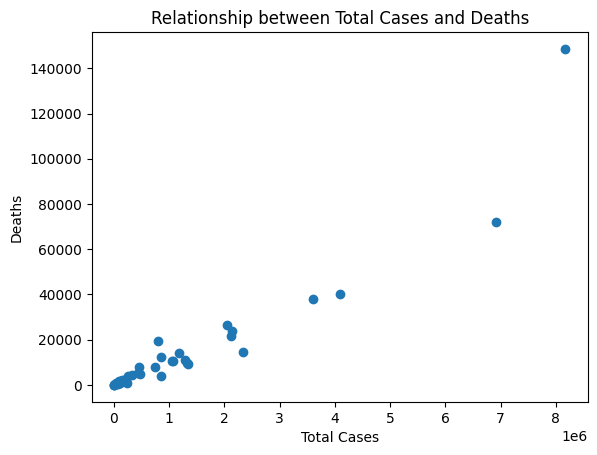 Relationship between Total Cases and Deaths
Deaths
140000
120000
100000
80000
60000
40000
20000
0
0 1 2 3 4 5 6 7 8
1e6
Total Cases